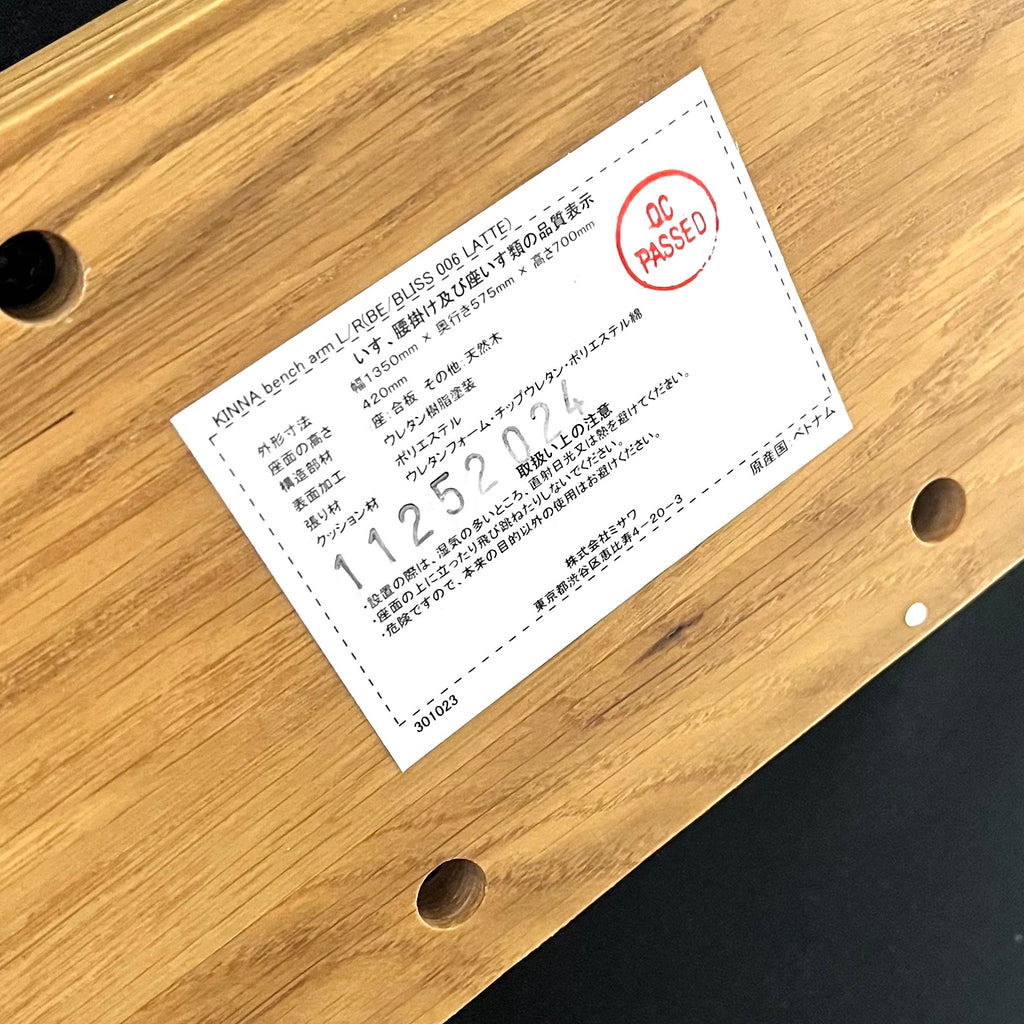 KINNA bench arm L/R(BE/BLISS 006 LATTE)
いす、腰掛け及び座いす類の品質表示
外形寸法 幅1350mm × 奥行き575mm × 高さ700mm
座面の高さ 420mm
構造部材 座:合板 その他:天然木
表面加工 ウレタン樹脂塗装
張り材 ポリエステル
クッション材 ウレタンフォーム・チップウレタン・ポリエステル綿
11252024
取扱い上の注意
・設置の際は、湿気の多いところ、直射日光又は熱を避けてください。
・座面の上に立ったり飛び跳ねたりしないでください。
・危険ですので、本来の目的以外の使用はお避けください。
株式会社ミサワ
東京都渋谷区恵比寿4-20-3
原産国:ベトナム
301023
QC
PASSED